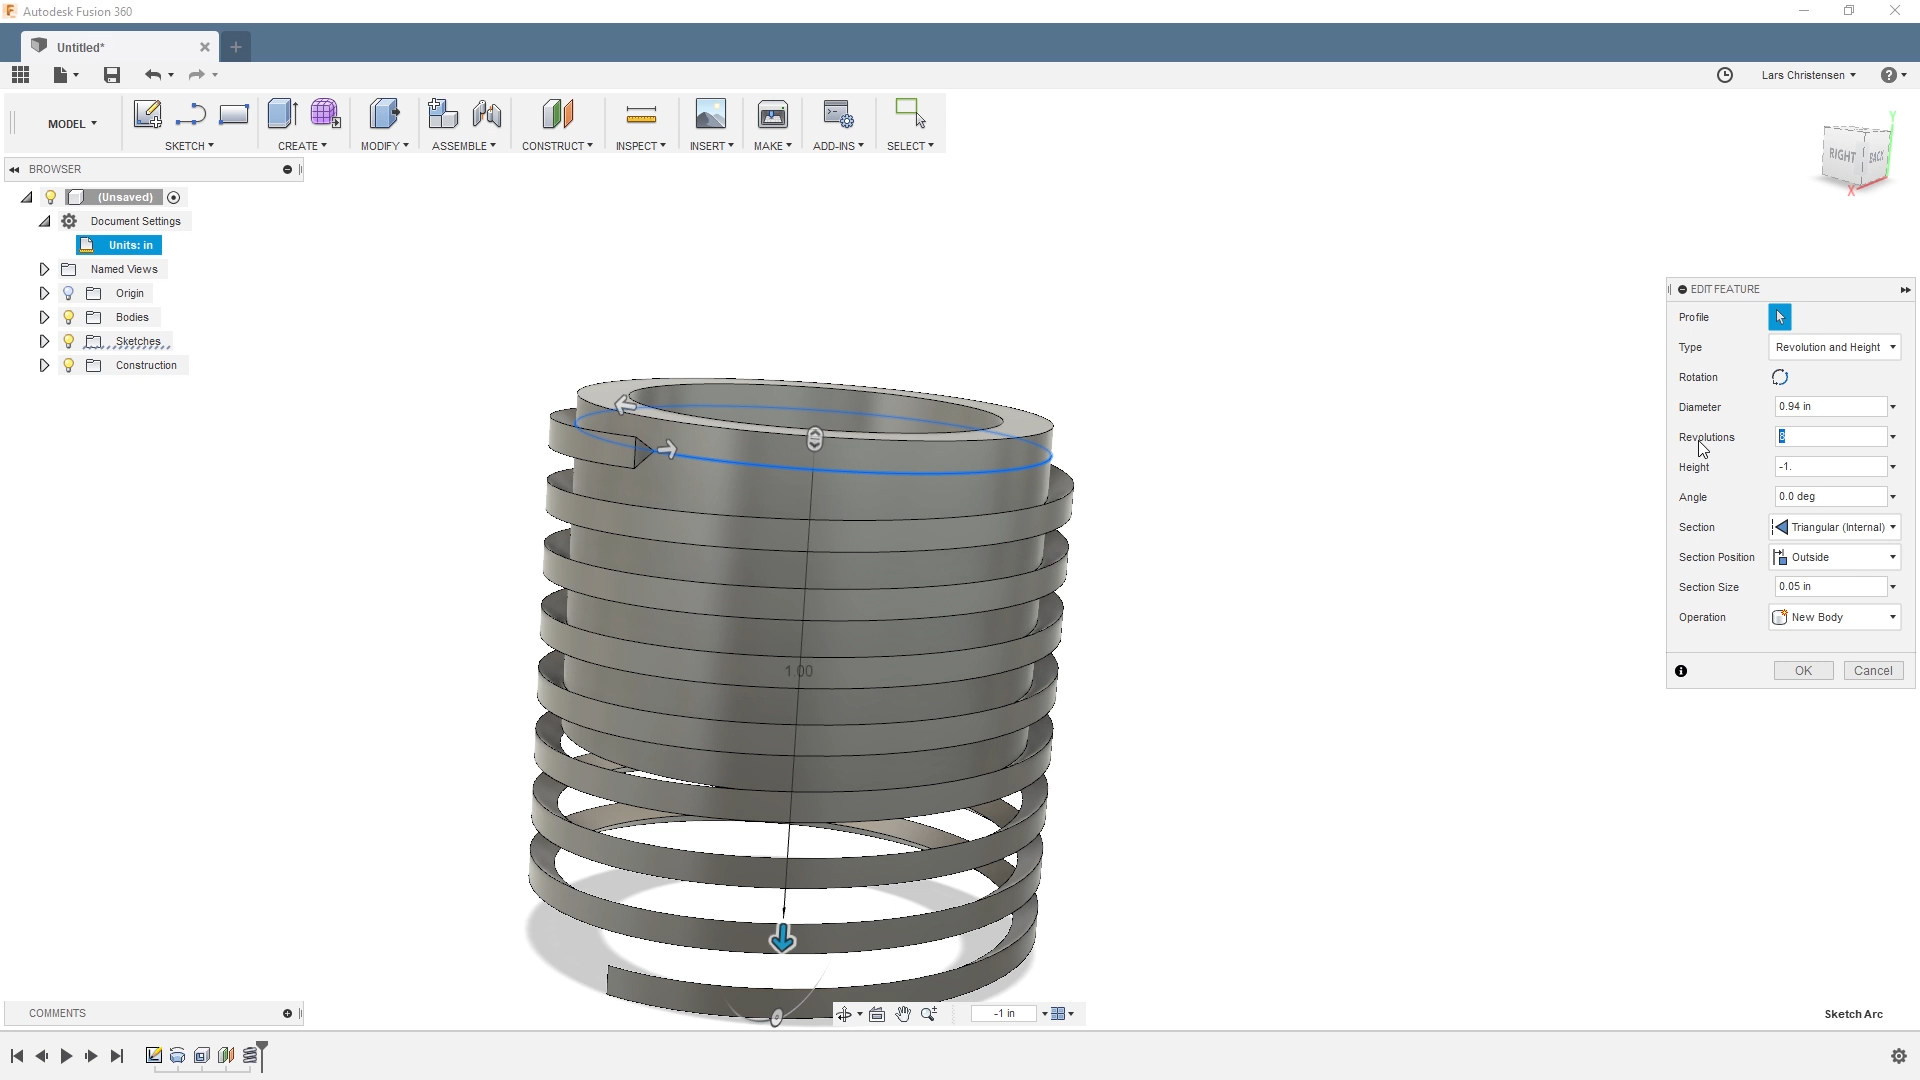 Autodesk Fusion 360
Untitled*
Lars Christensen
MODEL
SKETCH
CREATE
MODIFY
ASSEMBLE
CONSTRUCT
INSPECT
INSERT
MAKE
ADD-INS
SELECT
BROWSER
(Unsaved)
Document Settings
Units: in
Named Views
Origin
Bodies
Sketches
Construction
Y
RIGHT
BACK
X
EDIT FEATURE
Profile
Type Revolution and Height
Rotation
Diameter 0.94 in
Revolutions 8
Height -1.
Angle 0.0 deg
Section Triangular (Internal)
Section Position Outside
Section Size 0.05 in
Operation New Body
OK Cancel
1.00
COMMENTS
-1 in
Sketch Arc